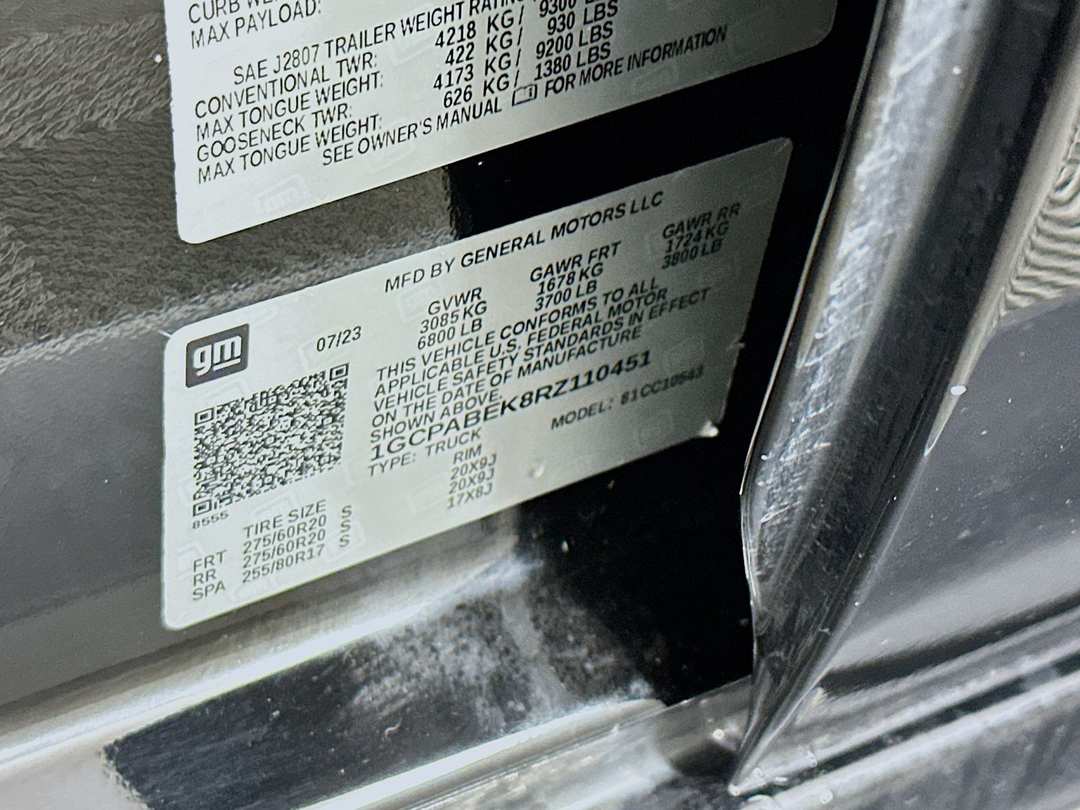 CURB WE
MAX PAYLOAD:
SAE J2807 TRAILER WEIGHT RATING
CONVENTIONAL TWR: 4218 KG/ 9300 LBS
MAX TONGUE WEIGHT: 422 KG/ 930 LBS
GOOSENECK TWR: 4173 KG/ 9200 LBS
MAX TONGUE WEIGHT: 626 KG/ 1380 LBS
SEE OWNER'S MANUAL FOR MORE INFORMATION
gm
07/23
MFD BY GENERAL MOTORS LLC
GVWR GAWR FRT GAWR RR
3085 KG 1678 KG 1724 KG
6800 LB 3700 LB 3800 LB
THIS VEHICLE CONFORMS TO ALL
APPLICABLE U.S. FEDERAL MOTOR
VEHICLE SAFETY STANDARDS IN EFFECT
ON THE DATE OF MANUFACTURE
SHOWN ABOVE.
1GCPABEK8RZ110451
TYPE: TRUCK MODEL: 81CC10543
8555
TIRE SIZE RIM
FRT 275/60R20 S 20X9J
RR 275/60R20 S 20X9J
SPA 255/80R17 S 17X8J
gm